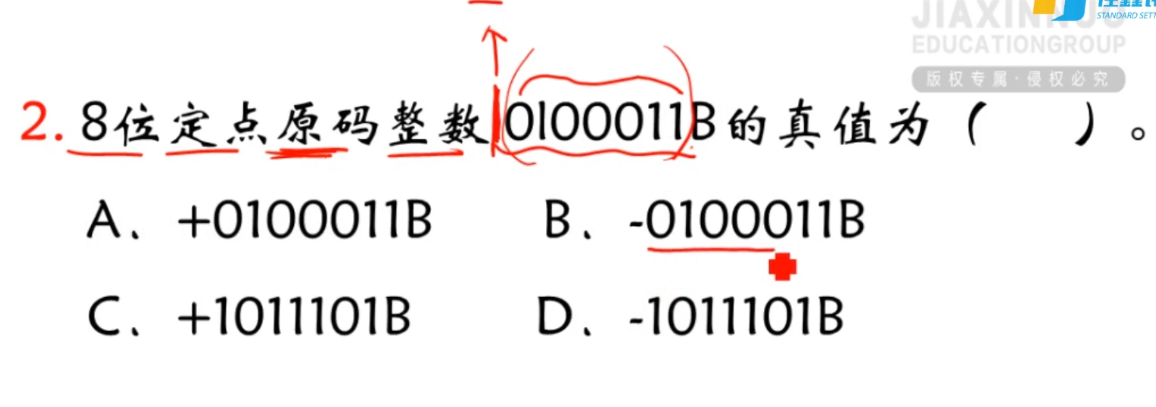 STANDARD SETT
EDUCATIONGROUP
版权专属·侵权必究
2. 8位定点原码整数10100011B的真值为（ ）。
A、+0100011B B、-0100011B
C、+1011101B D、-1011101B